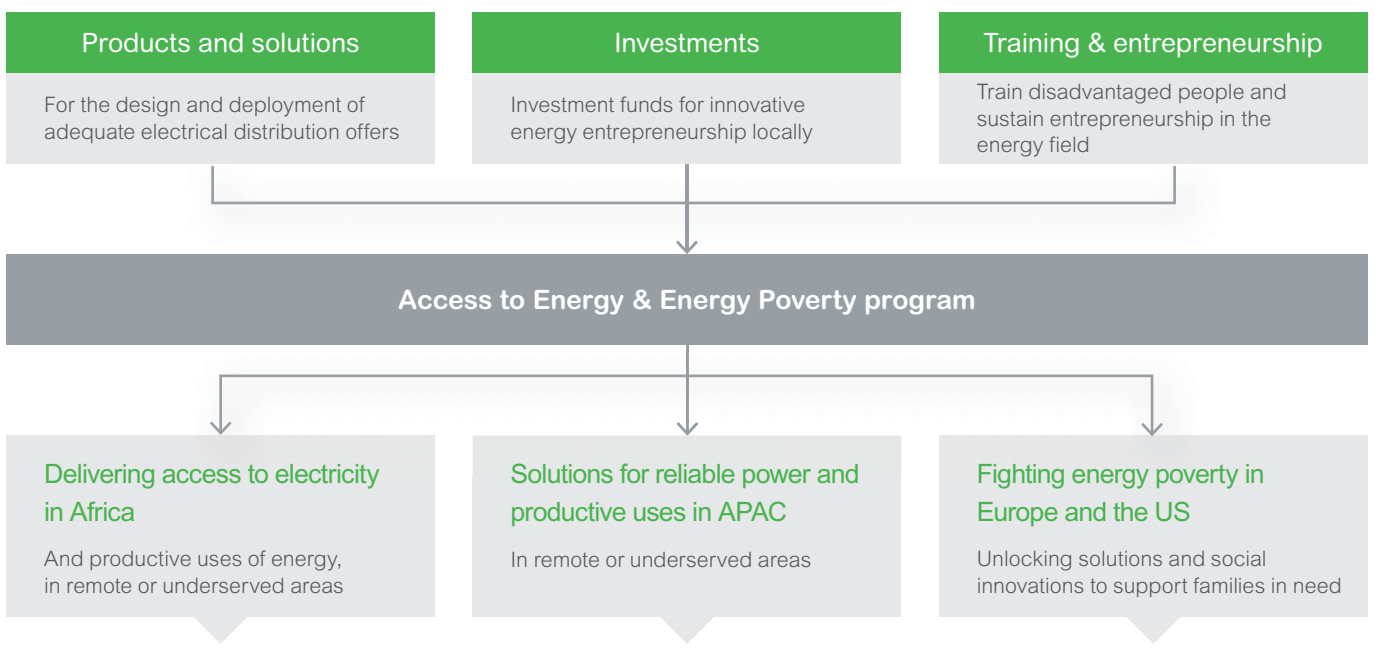 Products and solutions
For the design and deployment of
adequate electrical distribution offers
Investments
Investment funds for innovative
energy entrepreneurship locally
Training & entrepreneurship
Train disadvantaged people and
sustain entrepreneurship in the
energy field
Access to Energy & Energy Poverty program
Delivering access to electricity
in Africa
And productive uses of energy,
in remote or underserved areas
Solutions for reliable power and
productive uses in APAC
In remote or underserved areas
Fighting energy poverty in
Europe and the US
Unlocking solutions and social
innovations to support families in need